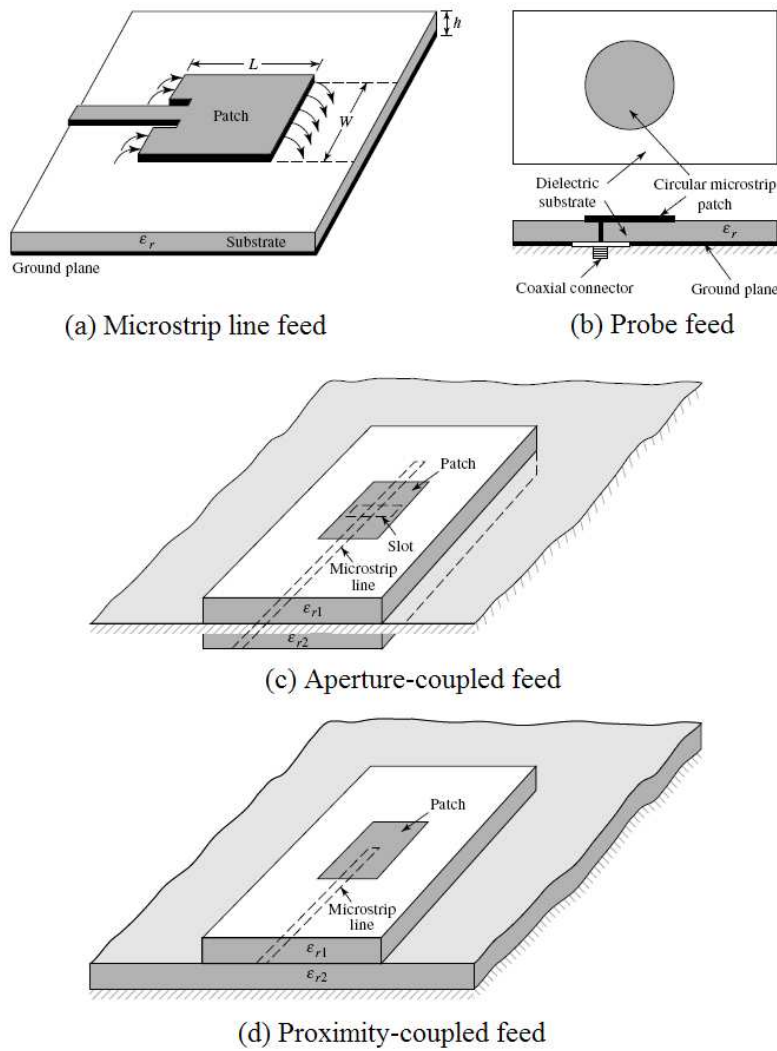 h
L
W
Patch
εr
Substrate
Ground plane
(a) Microstrip line feed
Dielectric
substrate
Circular microstrip
patch
εr
Coaxial connector
Ground plane
(b) Probe feed
Patch
Slot
Microstrip
line
εr1
εr2
(c) Aperture-coupled feed
Patch
Microstrip
line
εr1
εr2
(d) Proximity-coupled feed